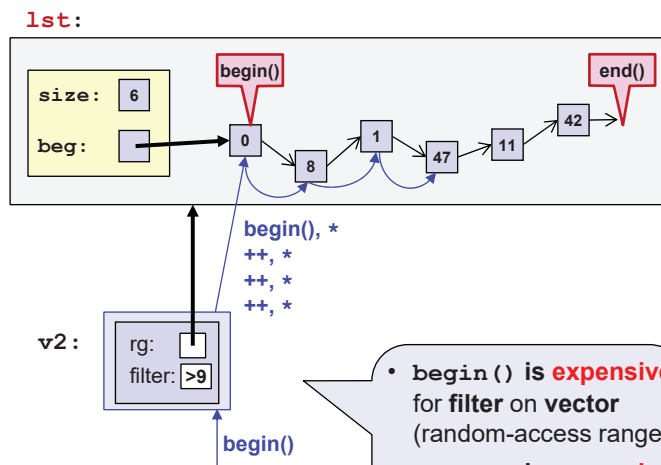 lst:
begin()
end()
size: 6
beg:
0
8
1
47
11
42
begin(), *
++, *
++, *
++, *
v2:
rg:
filter: >9
begin()
• begin() is expensive
for filter on vector
(random-access range